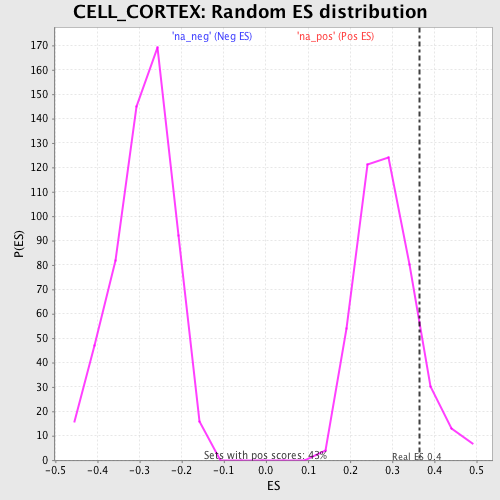 CELL_CORTEX: Random ES distribution
'na_neg' (Neg ES) 'na_pos' (Pos ES)
170
160
150
140
130
120
110
100
90
80
70
60
50
40
30
20
10
0
P(ES)
Sets with pos scores: 43%
Real ES 0.4
-0.5 -0.4 -0.3 -0.2 -0.1 0.0 0.1 0.2 0.3 0.4 0.5
ES